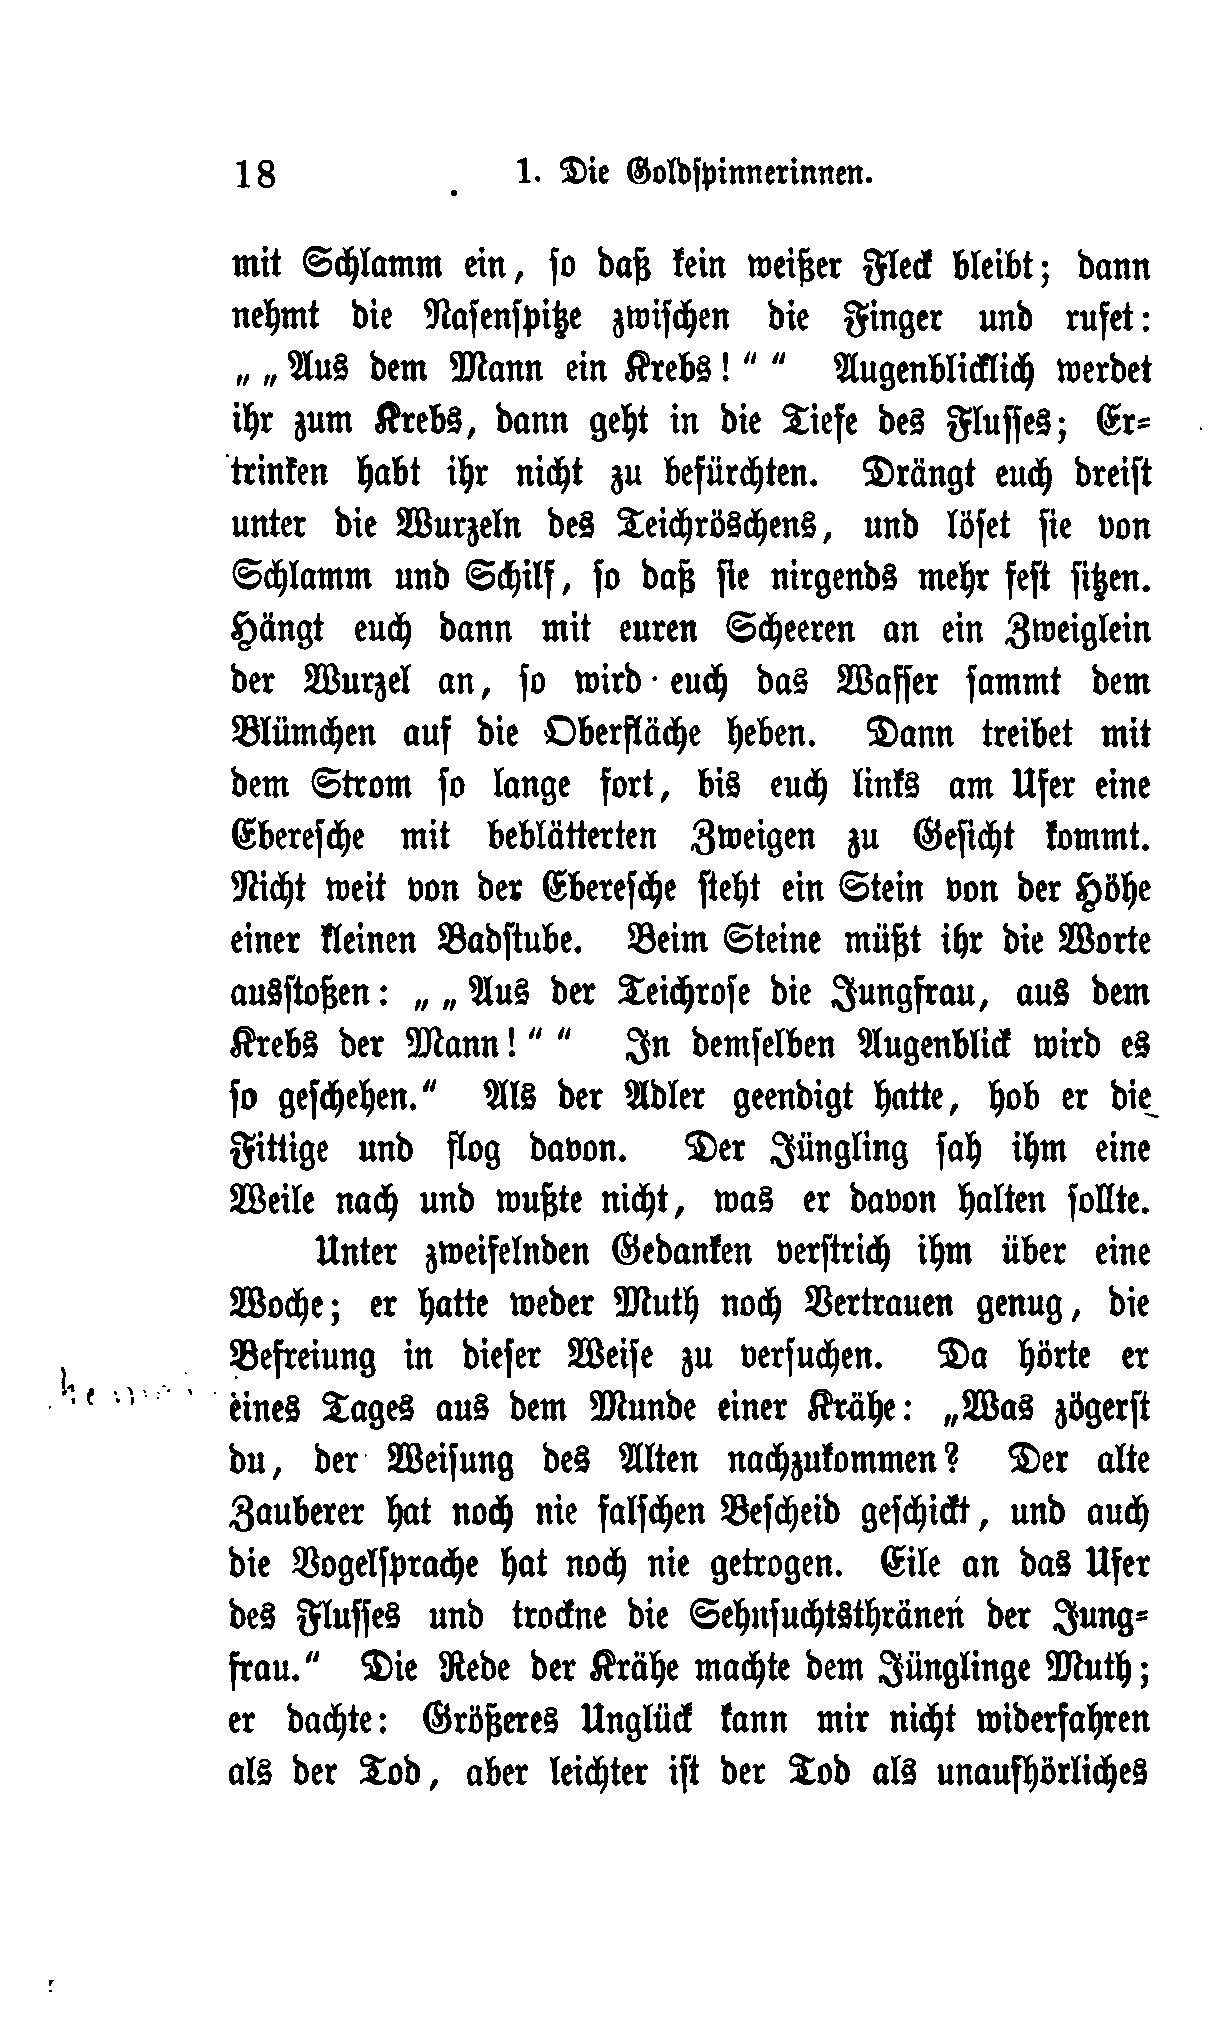 18 1. Die Goldspinnerinnen.
mit Schlamm ein, so daß kein weißer Fleck bleibt; dann
nehmt die Nasenspitze zwischen die Finger und rufet:
„„Aus dem Mann ein Krebs!““ Augenblicklich werdet
ihr zum Krebs, dann geht in die Tiefe des Flusses; Er-
trinken habt ihr nicht zu befürchten. Drängt euch dreist
unter die Wurzeln des Teichröschens, und löset sie von
Schlamm und Schilf, so daß sie nirgends mehr fest sitzen.
Hängt euch dann mit euren Scheeren an ein Zweiglein
der Wurzel an, so wird euch das Wasser sammt dem
Blümchen auf die Oberfläche heben. Dann treibet mit
dem Strom so lange fort, bis euch links am Ufer eine
Eberesche mit beblätterten Zweigen zu Gesicht kommt.
Nicht weit von der Eberesche steht ein Stein von der Höhe
einer kleinen Badstube. Beim Steine müßt ihr die Worte
ausstoßen: „„Aus der Teichrose die Jungfrau, aus dem
Krebs der Mann!““ In demselben Augenblick wird es
so geschehen.“ Als der Adler geendigt hatte, hob er die
Fittige und flog davon. Der Jüngling sah ihm eine
Weile nach und wußte nicht, was er davon halten sollte.
Unter zweifelnden Gedanken verstrich ihm über eine
Woche; er hatte weder Muth noch Vertrauen genug, die
Befreiung in dieser Weise zu versuchen. Da hörte er
eines Tages aus dem Munde einer Krähe: „Was zögerst
du, der Weisung des Alten nachzukommen? Der alte
Zauberer hat noch nie falschen Bescheid geschickt, und auch
die Vogelsprache hat noch nie getrogen. Eile an das Ufer
des Flusses und trockne die Sehnsuchtsthränen der Jung-
frau.“ Die Rede der Krähe machte dem Jünglinge Muth;
er dachte: Größeres Unglück kann mir nicht widerfahren
als der Tod, aber leichter ist der Tod als unaufhörliches